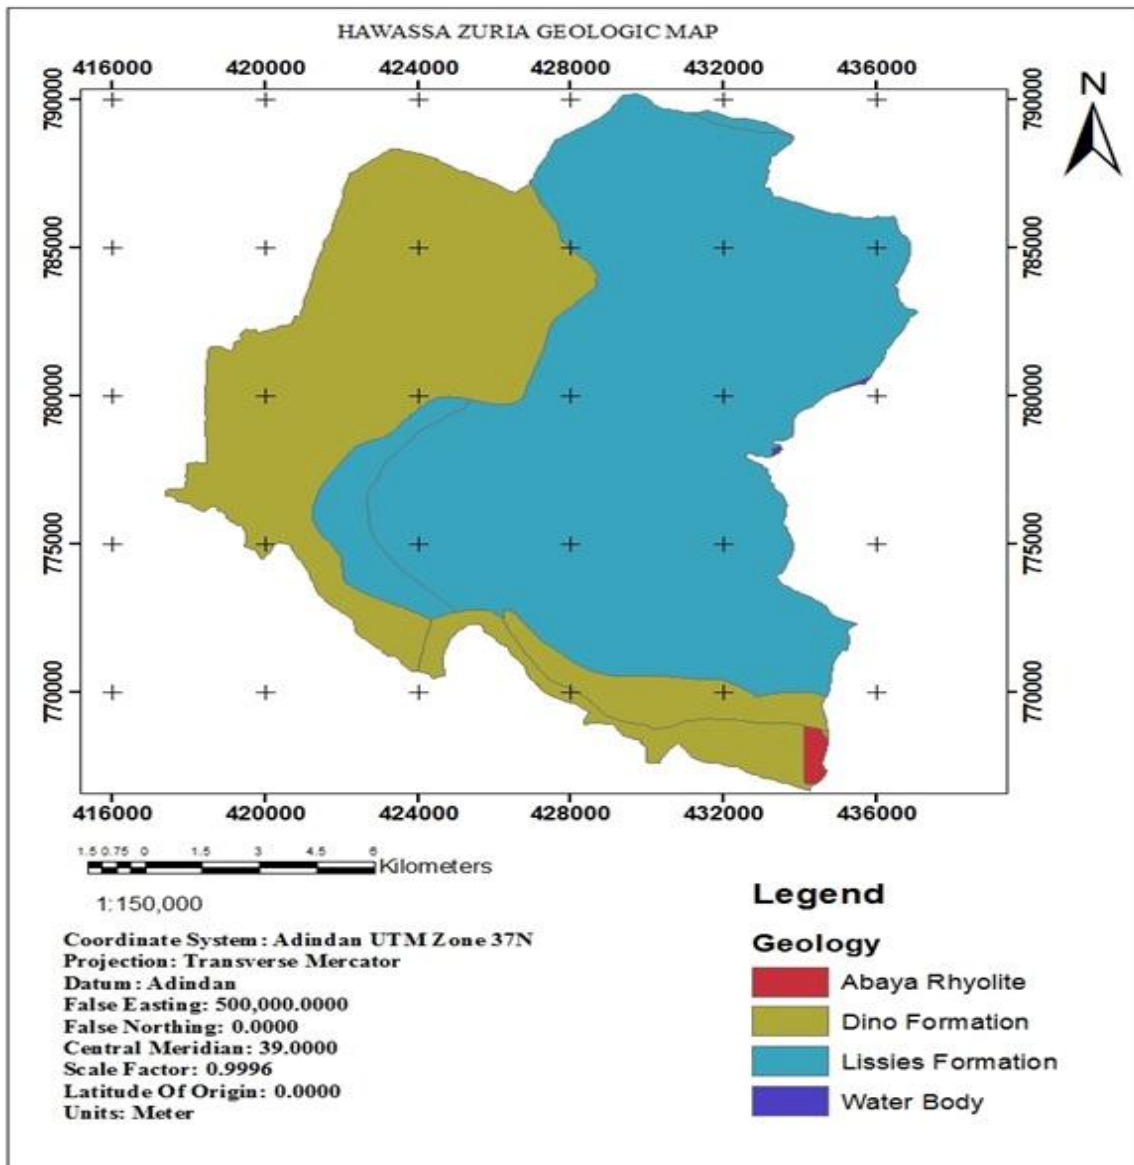 HAWASSA ZURIA GEOLOGIC MAP
416000 420000 424000 428000 432000 436000
N
790000 790000
785000 785000
780000 780000
775000 775000
770000 770000
416000 420000 424000 428000 432000 436000
1.5 0.75 0 1.5 3 4.5 6
Kilometers
1:150,000
Legend
Geology
Abaya Rhyolite
Dino Formation
Lissies Formation
Water Body
Coordinate System: Adindan UTM Zone 37N
Projection: Transverse Mercator
Datum: Adindan
False Easting: 500,000.0000
False Northing: 0.0000
Central Meridian: 39.0000
Scale Factor: 0.9996
Latitude Of Origin: 0.0000
Units: Meter